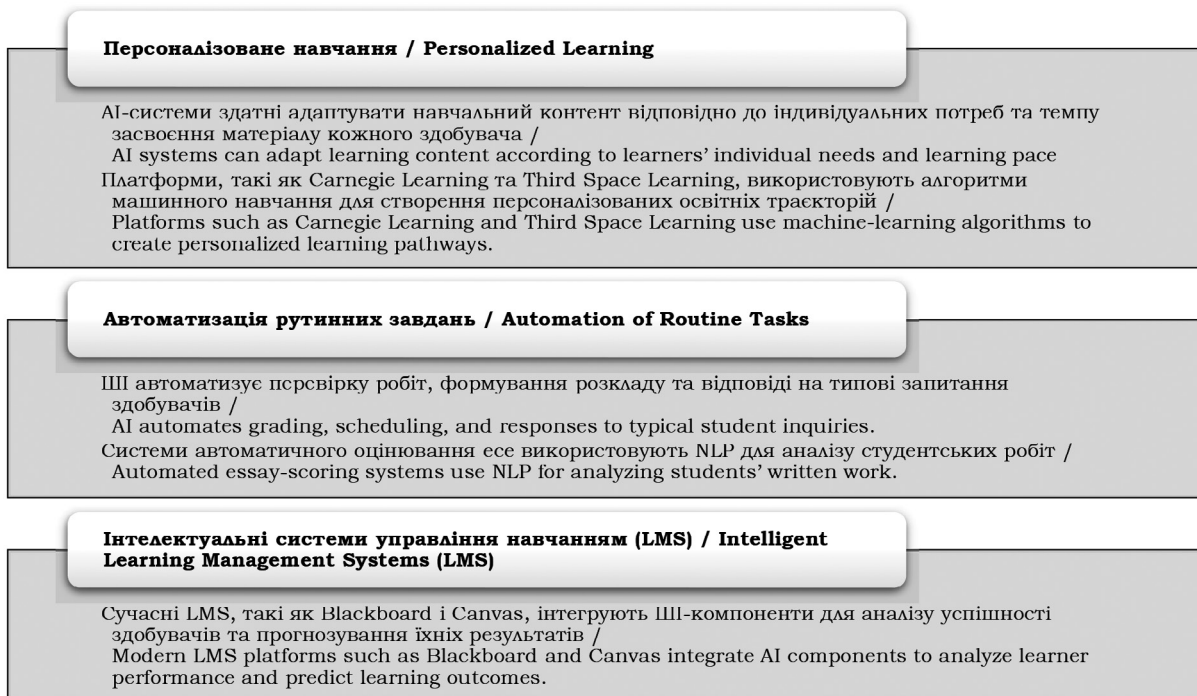 Персоналізоване навчання / Personalized Learning
АІ-системи здатні адаптувати навчальний контент відповідно до індивідуальних потреб та темпу
засвоєння матеріалу кожного здобувача /
AI systems can adapt learning content according to learners’ individual needs and learning pace
Платформи, такі як Carnegie Learning та Third Space Learning, використовують алгоритми
машинного навчання для створення персоналізованих освітніх траєкторій /
Platforms such as Carnegie Learning and Third Space Learning use machine-learning algorithms to
create personalized learning pathways.
Автоматизація рутинних завдань / Automation of Routine Tasks
ШІ автоматизує перевірку робіт, формування розкладу та відповіді на типові запитання
здобувачів /
AI automates grading, scheduling, and responses to typical student inquiries.
Системи автоматичного оцінювання есе використовують NLP для аналізу студентських робіт /
Automated essay-scoring systems use NLP for analyzing students’ written work.
Інтелектуальні системи управління навчанням (LMS) / Intelligent
Learning Management Systems (LMS)
Сучасні LMS, такі як Blackboard і Canvas, інтегрують ШІ-компоненти для аналізу успішності
здобувачів та прогнозування їхніх результатів /
Modern LMS platforms such as Blackboard and Canvas integrate AI components to analyze learner
performance and predict learning outcomes.